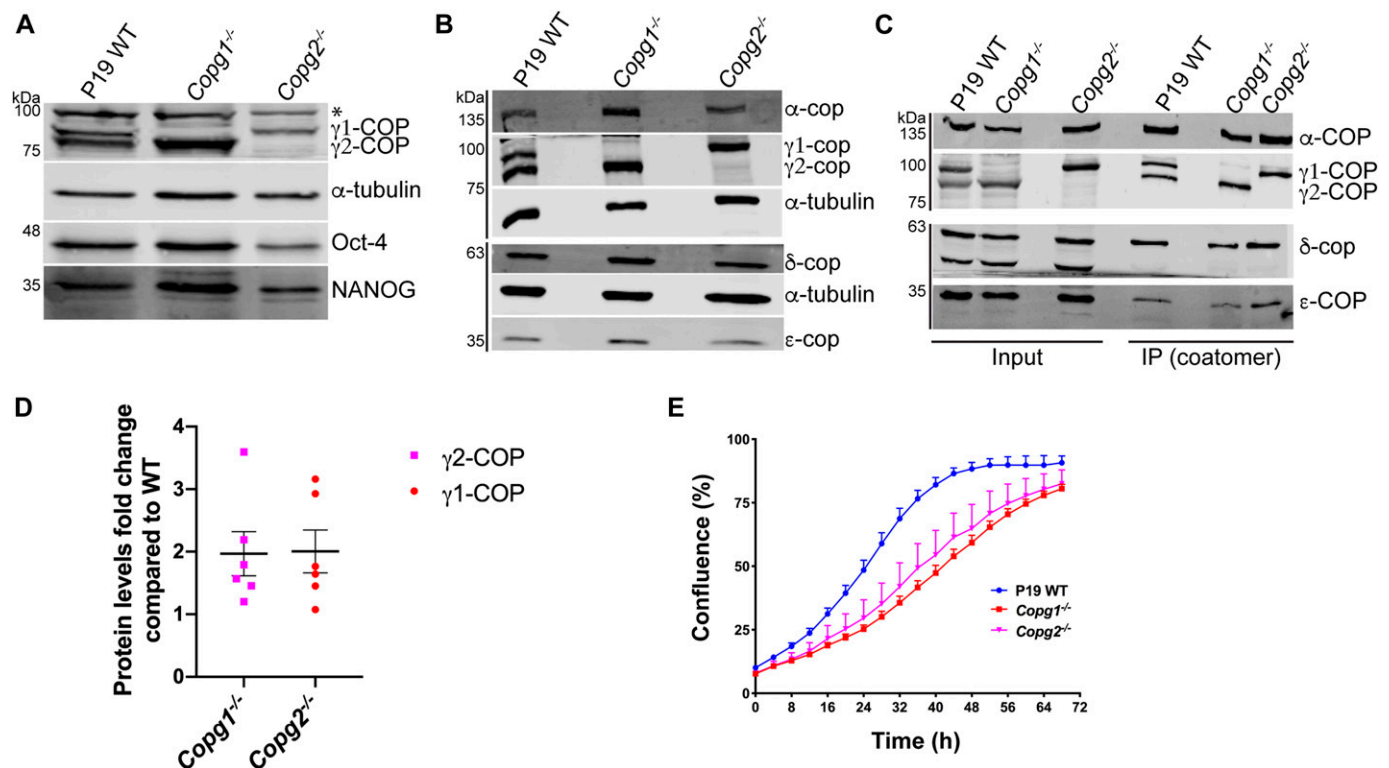 A
P19 WT
Copg1-/-
Copg2-/-
kDa
100
75
48
35
*
γ1-COP
γ2-COP
α-tubulin
Oct-4
NANOG
B
P19 WT
Copg1-/-
Copg2-/-
kDa
135
100
75
63
48
35
α-cop
γ1-cop
γ2-cop
α-tubulin
δ-cop
α-tubulin
ε-cop
C
P19 WT
Copg1-/-
Copg2-/-
P19 WT
Copg1-/-
Copg2-/-
kDa
135
100
75
63
48
35
α-COP
γ1-COP
γ2-COP
δ-cop
ε-COP
Input
IP (coatomer)
D
Protein levels fold change
compared to WT
4
3
2
1
0
Copg1-/-
Copg2-/-
γ2-COP
γ1-COP
E
Confluence (%)
100
75
50
25
0
0 8 16 24 32 40 48 56 64 72
Time (h)
P19 WT
Copg1-/-
Copg2-/-